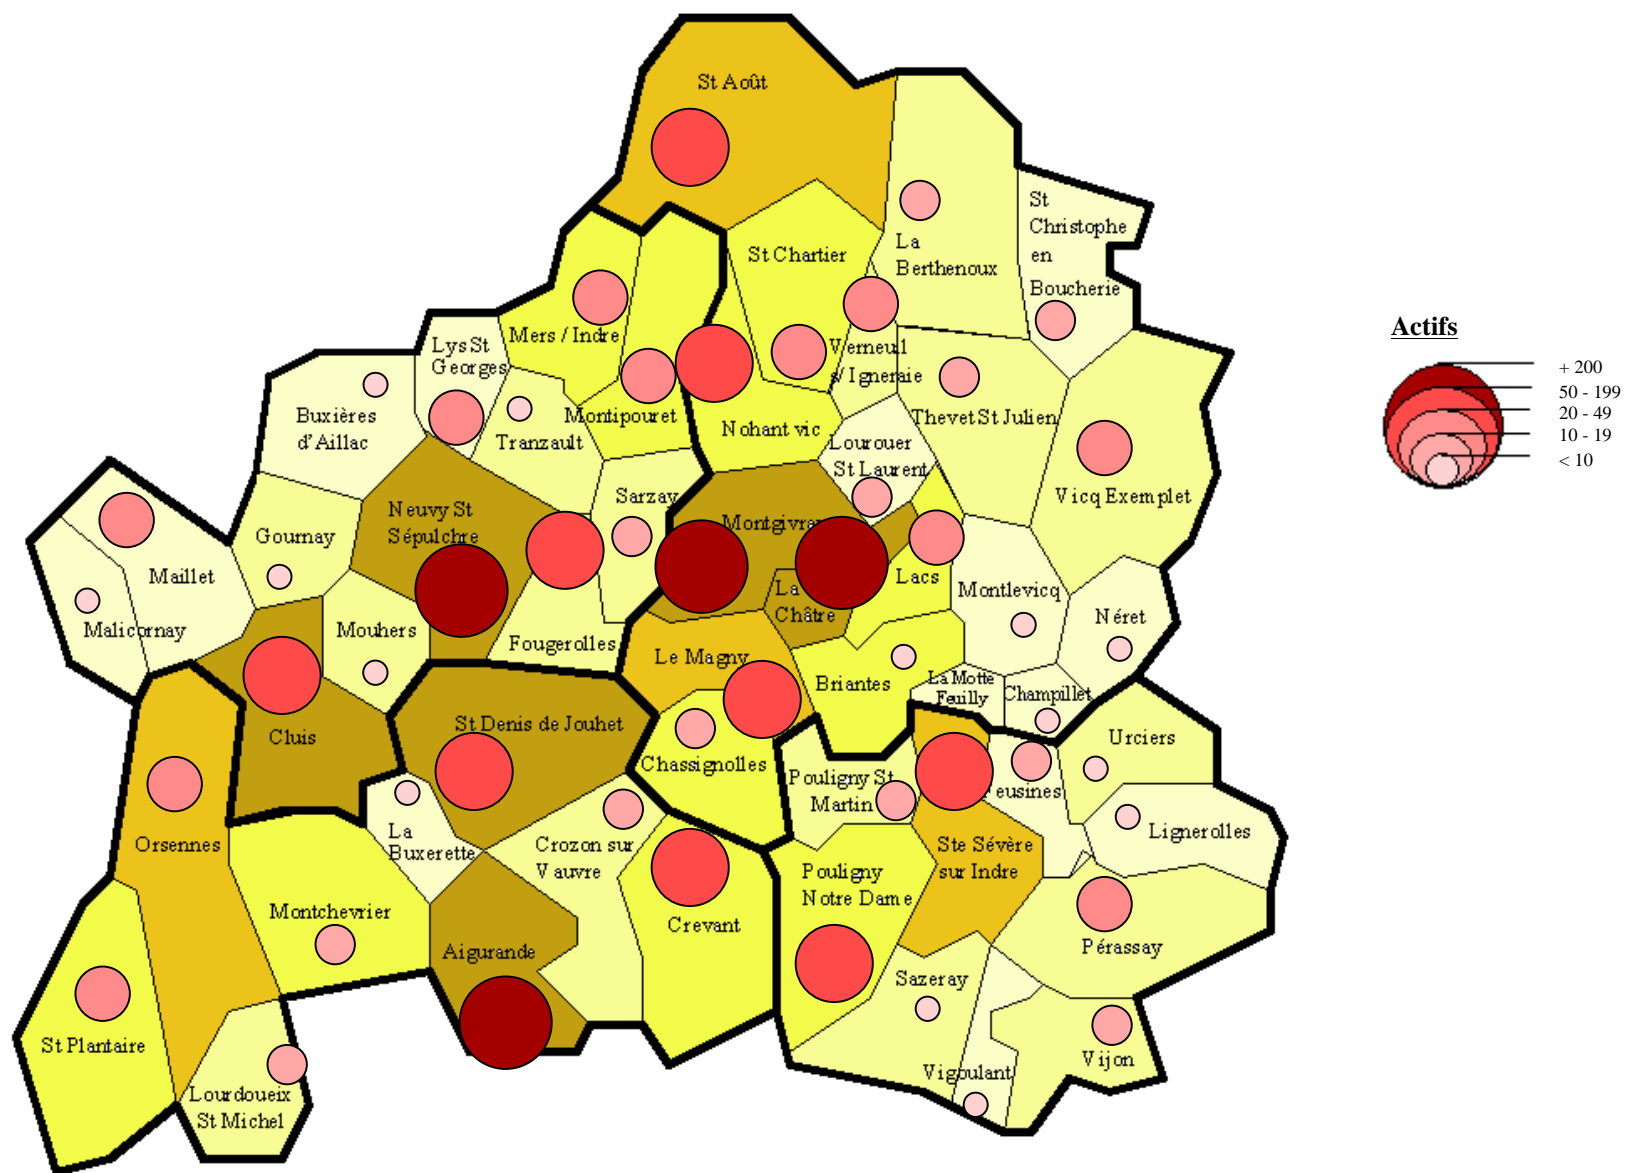 St Août
St
Christophe
en
Boucherie
La
Berthenoux
St Chartier
Mers / Indre
Verneuil
s/ Igneraie
Lys St
Georges
Actifs
+ 200
50 - 199
20 - 49
10 - 19
< 10
Buxières
d'Aillac
Tranzault
Montipouret
Nohant vic
Thevet St Julien
Lourouer
St Laurent
Vicq Exemplet
Neuvy St
Sépulchre
Sarzay
Montgivray
Gournay
Maillet
Lacs
La
Châtre
Montlevicq
Néret
Malicornay
Mouhers
Fougerolles
Le Magny
Briantes
La Motte
Feuilly
Champillet
Cluis
St Denis de Jouhet
Chassignolles
Urciers
Pouligny St
Martin
Feusines
Lignerolles
Orsennes
La
Buxerette
Crozon sur
Vauvre
Ste Sévère
sur Indre
Pouligny
Notre Dame
Montchevrier
Crevant
Aigurande
Pérassay
Sazeray
St Plantaire
Vijon
Vigoulant
Lourdoueix
St Michel